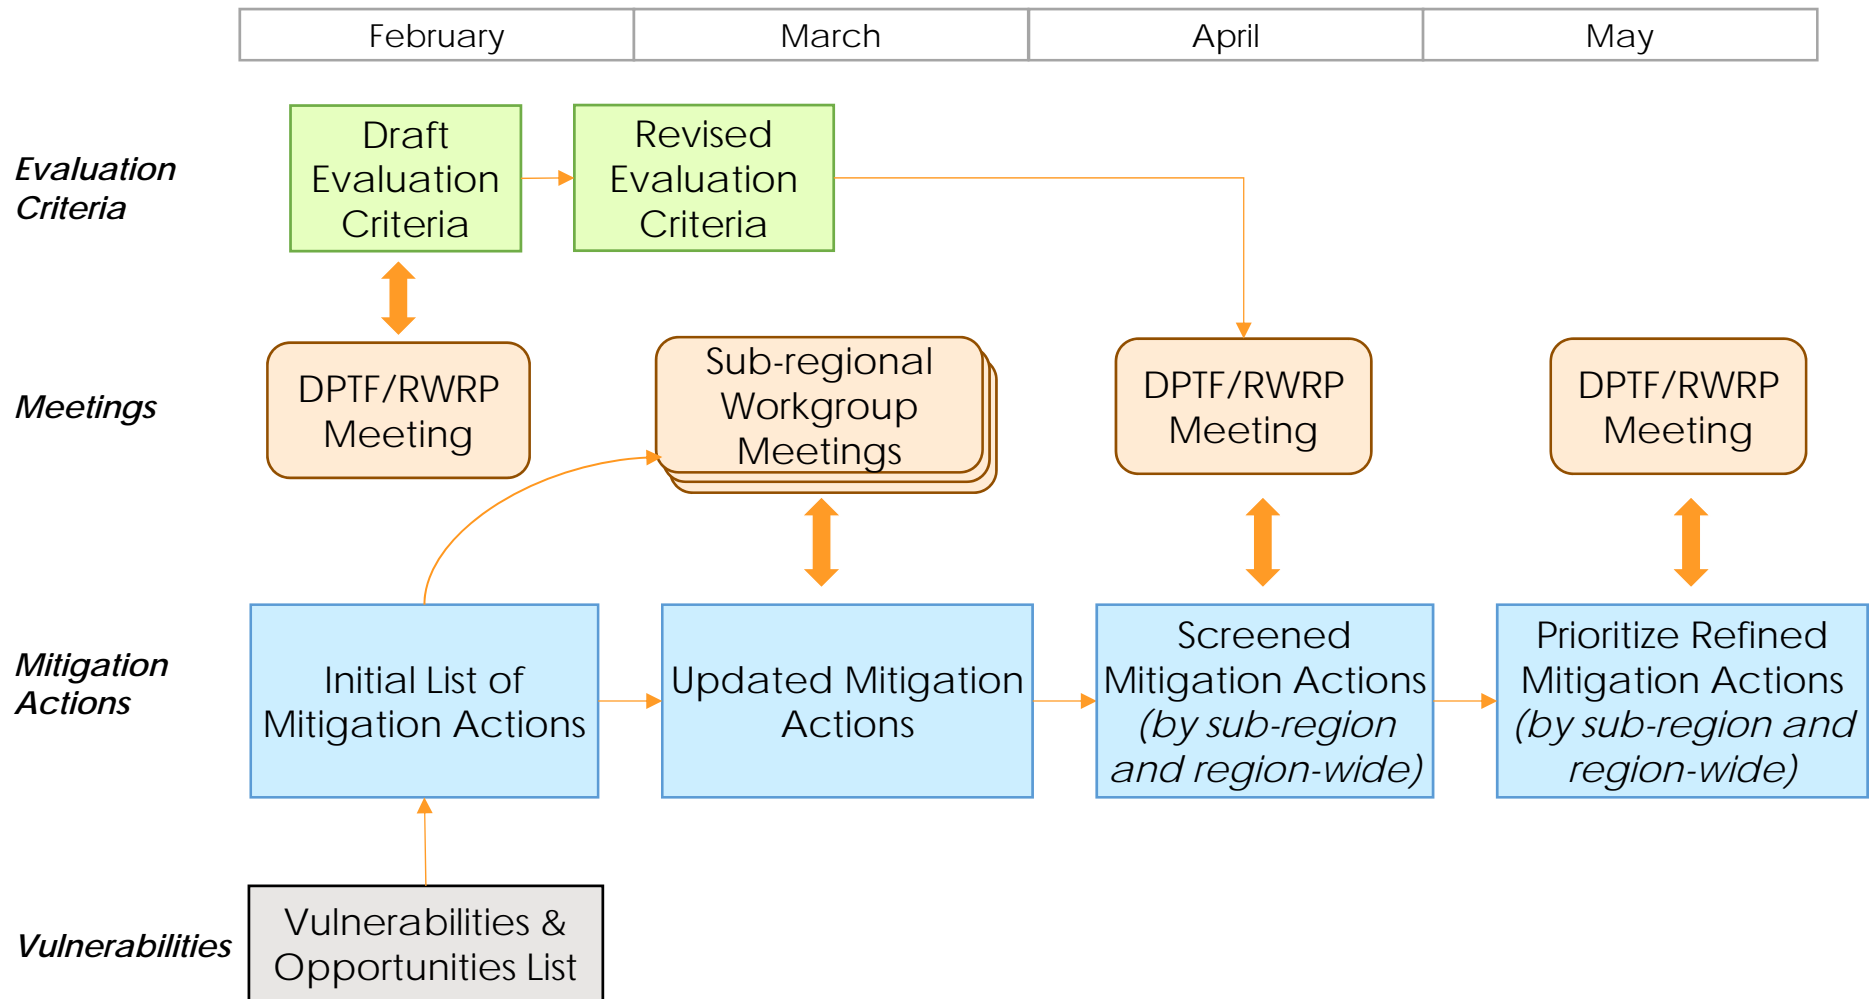 February
March
April
May
Evaluation
Criteria
Draft
Evaluation
Criteria
Revised
Evaluation
Criteria
Meetings
DPTF/RWRP
Meeting
Sub-regional
Workgroup
Meetings
DPTF/RWRP
Meeting
DPTF/RWRP
Meeting
Mitigation
Actions
Initial List of
Mitigation Actions
Updated Mitigation
Actions
Screened
Mitigation Actions
(by sub-region
and region-wide)
Prioritize Refined
Mitigation Actions
(by sub-region and
region-wide)
Vulnerabilities
Vulnerabilities &
Opportunities List